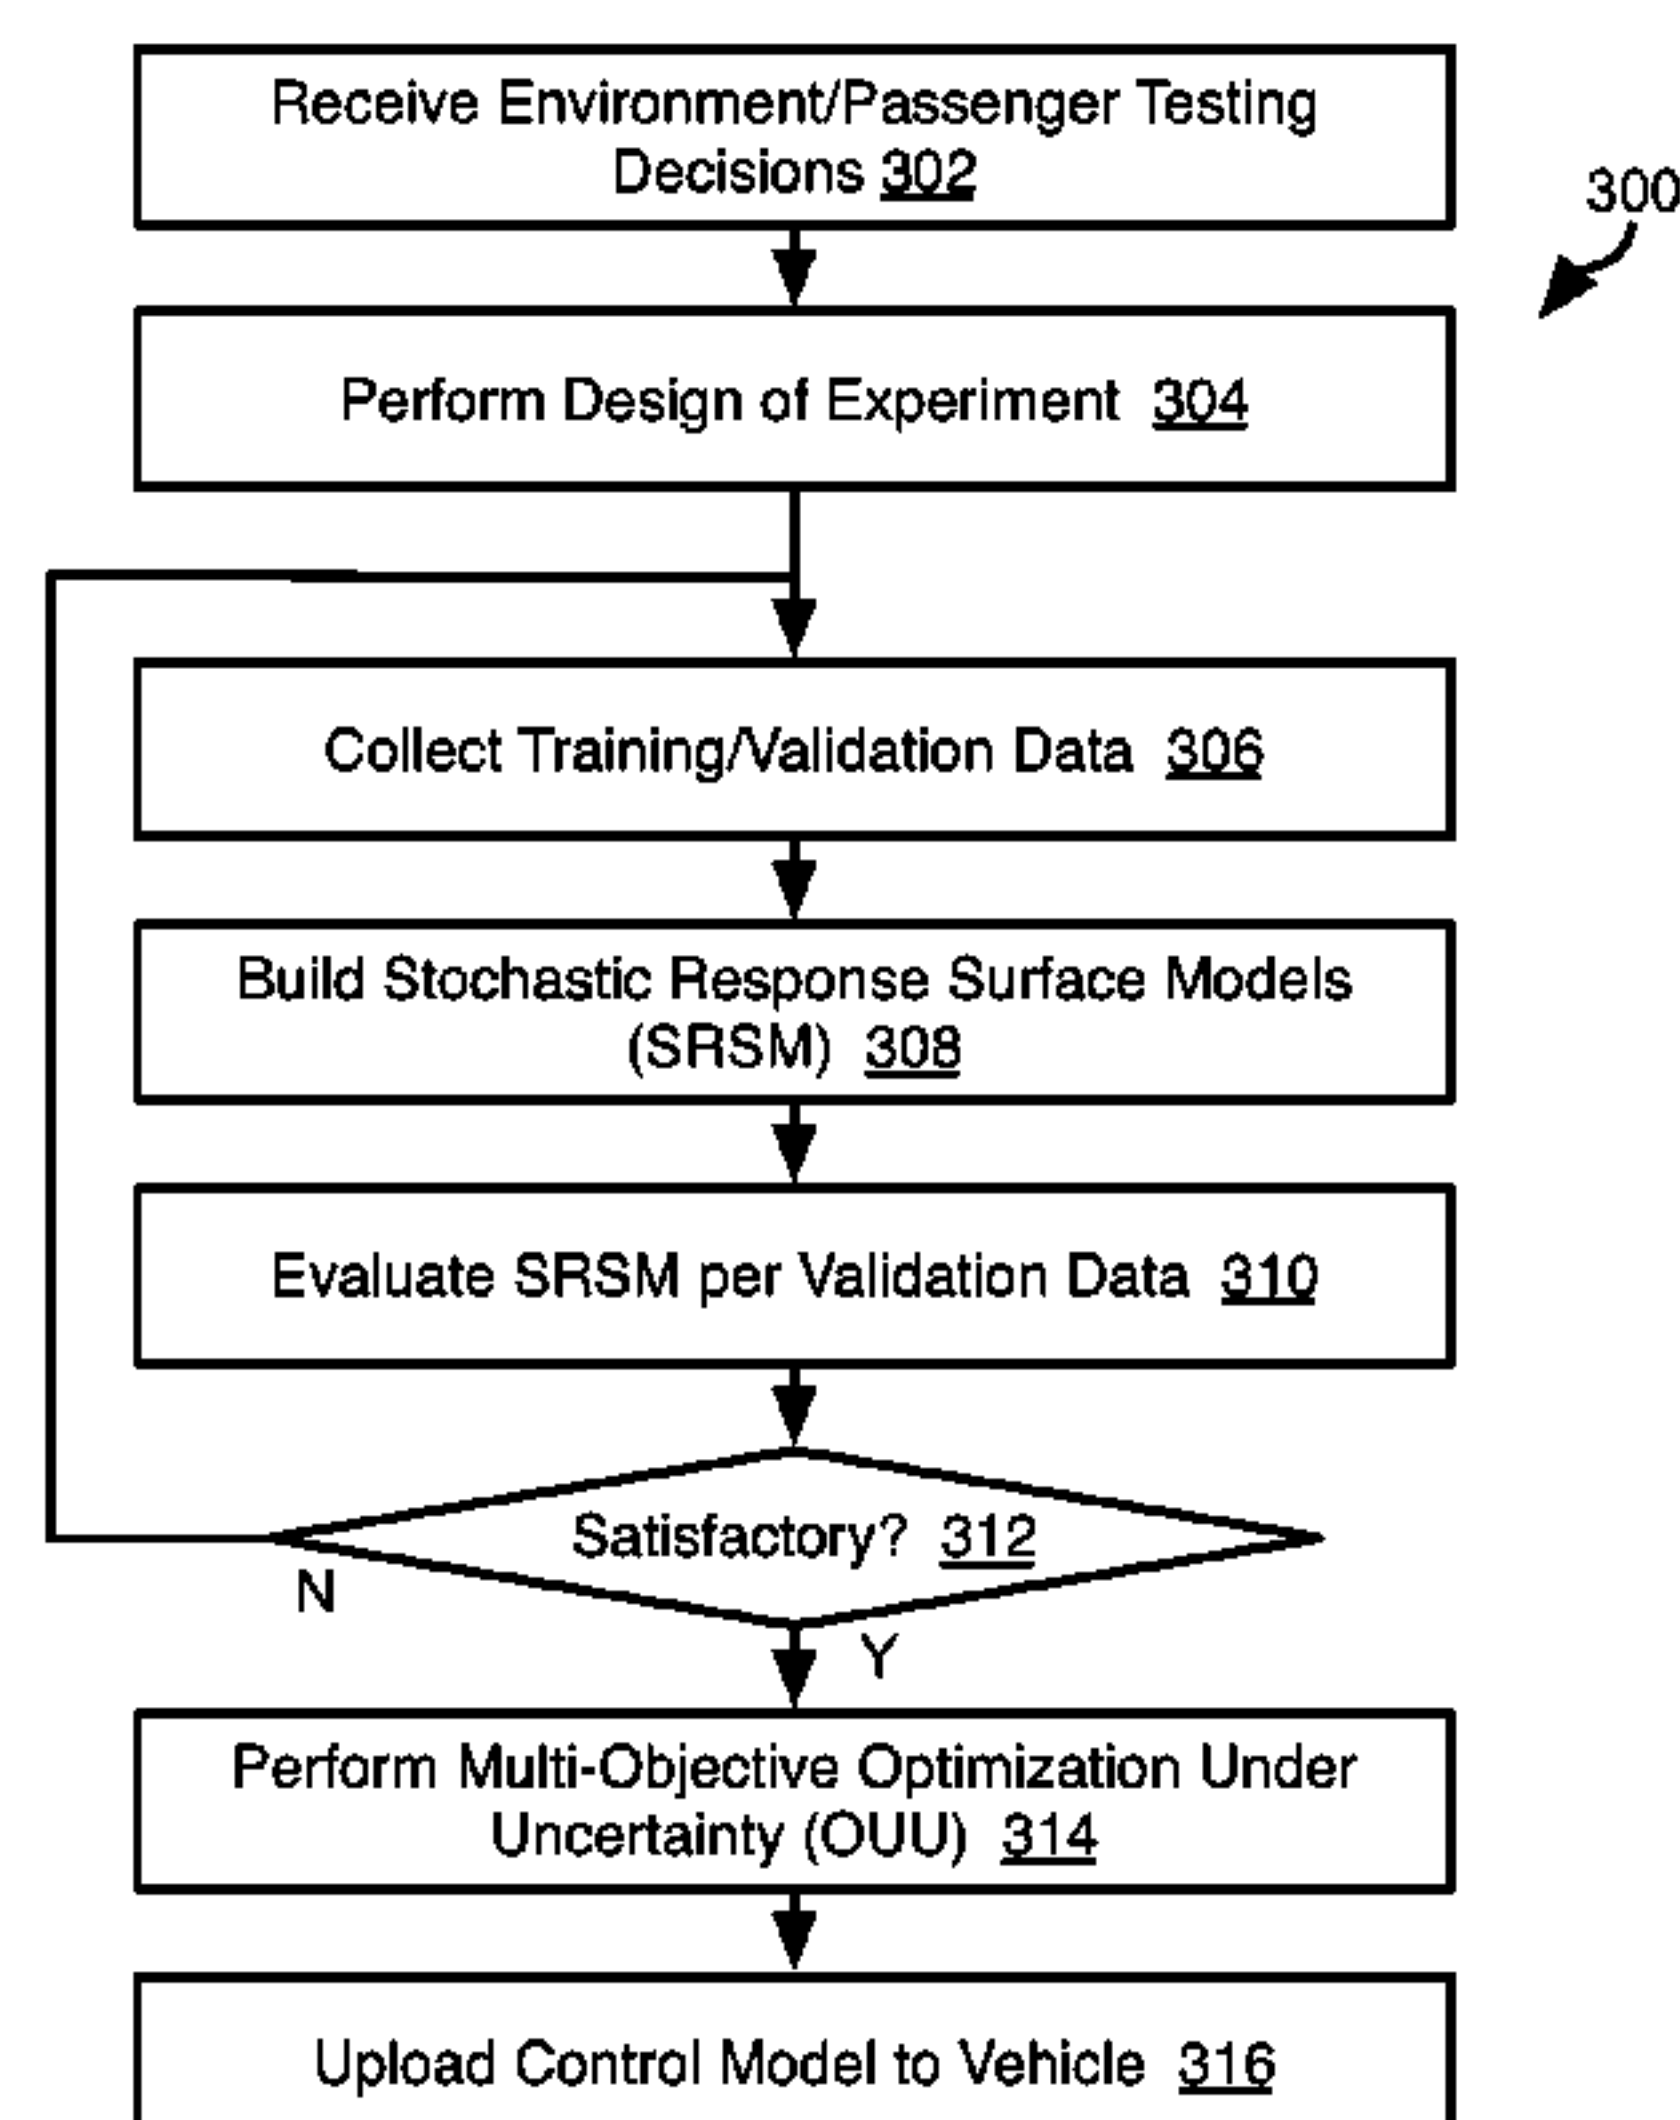 Receive Environment/Passenger Testing
Decisions 302
300
Perform Design of Experiment 304
Collect Training/Validation Data 306
Build Stochastic Response Surface Models
(SRSM) 308
Evaluate SRSM per Validation Data 310
Satisfactory? 312
N
Y
Perform Multi-Objective Optimization Under
Uncertainty (OUU) 314
Upload Control Model to Vehicle 316